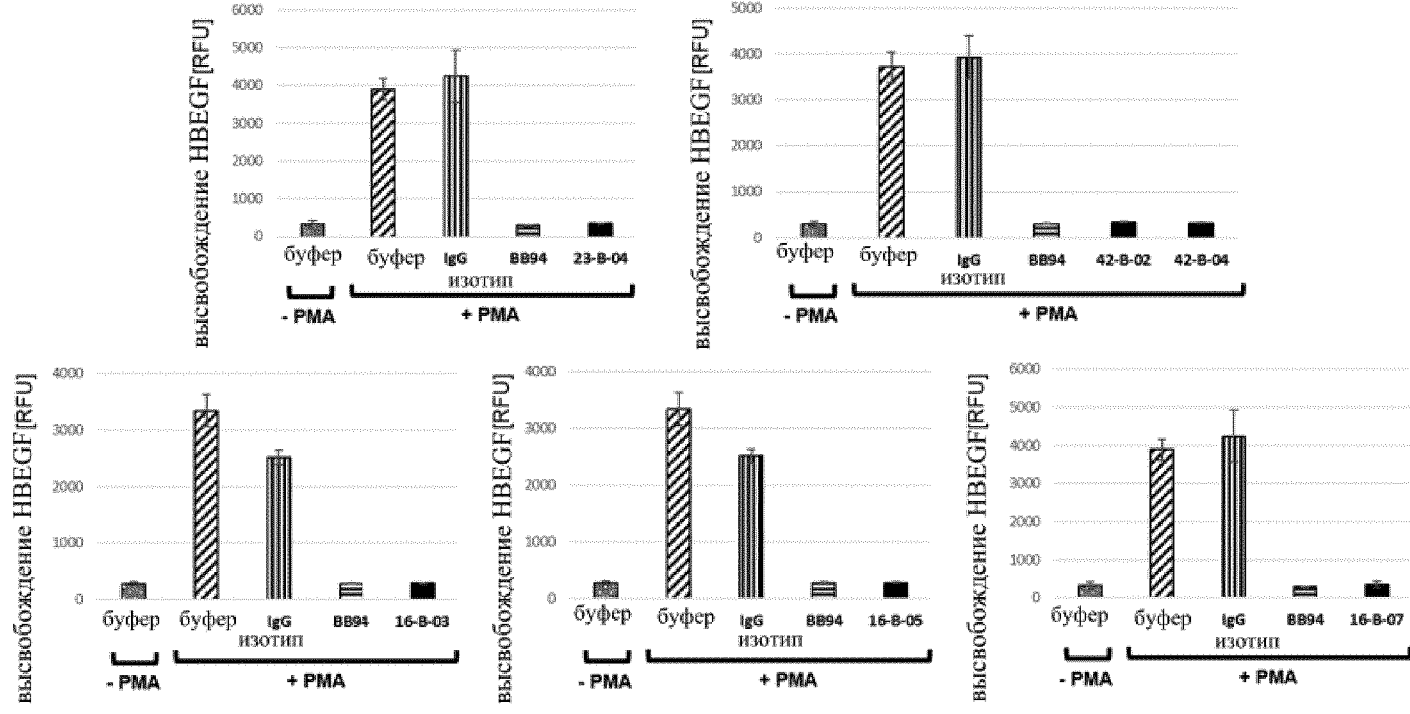 высвобождение HBEGF[RFU]
6000
5000
4000
3000
2000
1000
0
буфер буфер IgG BB94 23-B-04
изотип
- PMA + PMA
высвобождение HBEGF[RFU]
5000
4000
3000
2000
1000
0
буфер буфер IgG BB94 42-B-02 42-B-04
изотип
- PMA + PMA
высвобождение HBEGF[RFU]
4000
3000
2000
1000
0
буфер буфер IgG BB94 16-B-03
изотип
- PMA + PMA
высвобождение HBEGF[RFU]
4000
3000
2000
1000
0
буфер буфер IgG BB94 16-B-05
изотип
- PMA + PMA
высвобождение HBEGF[RFU]
6000
5000
4000
3000
2000
1000
0
буфер буфер IgG BB94 16-B-07
изотип
- PMA + PMA